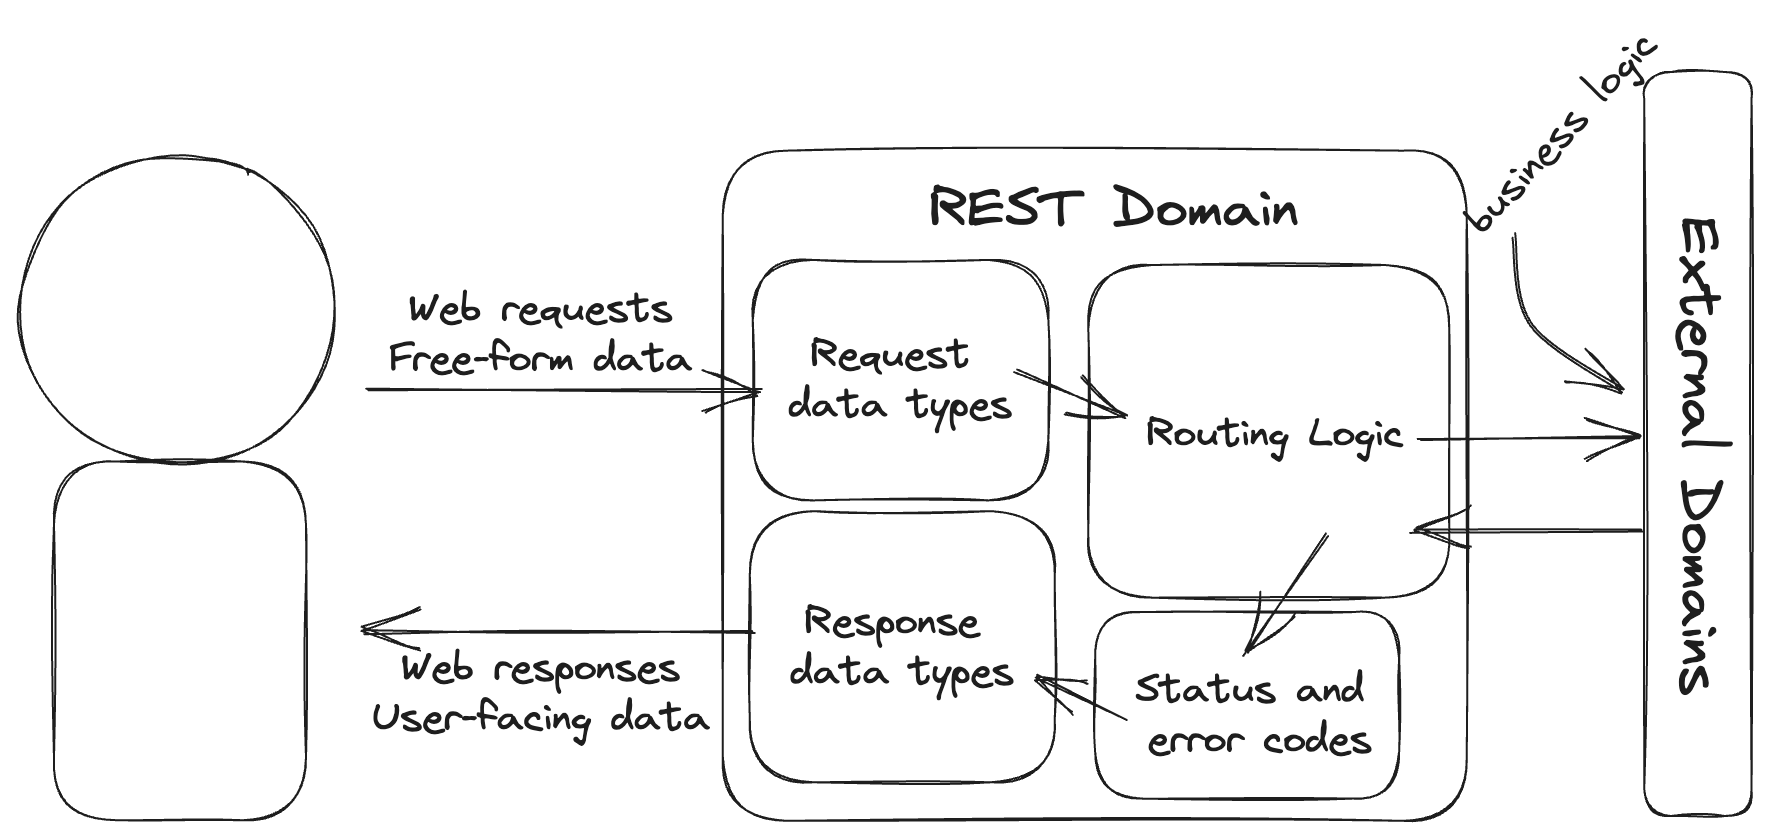 REST Domain
business logic
Web requests
Free-form data
Request
data types
Routing Logic
External Domains
Response
data types
Status and
error codes
Web responses
User-facing data